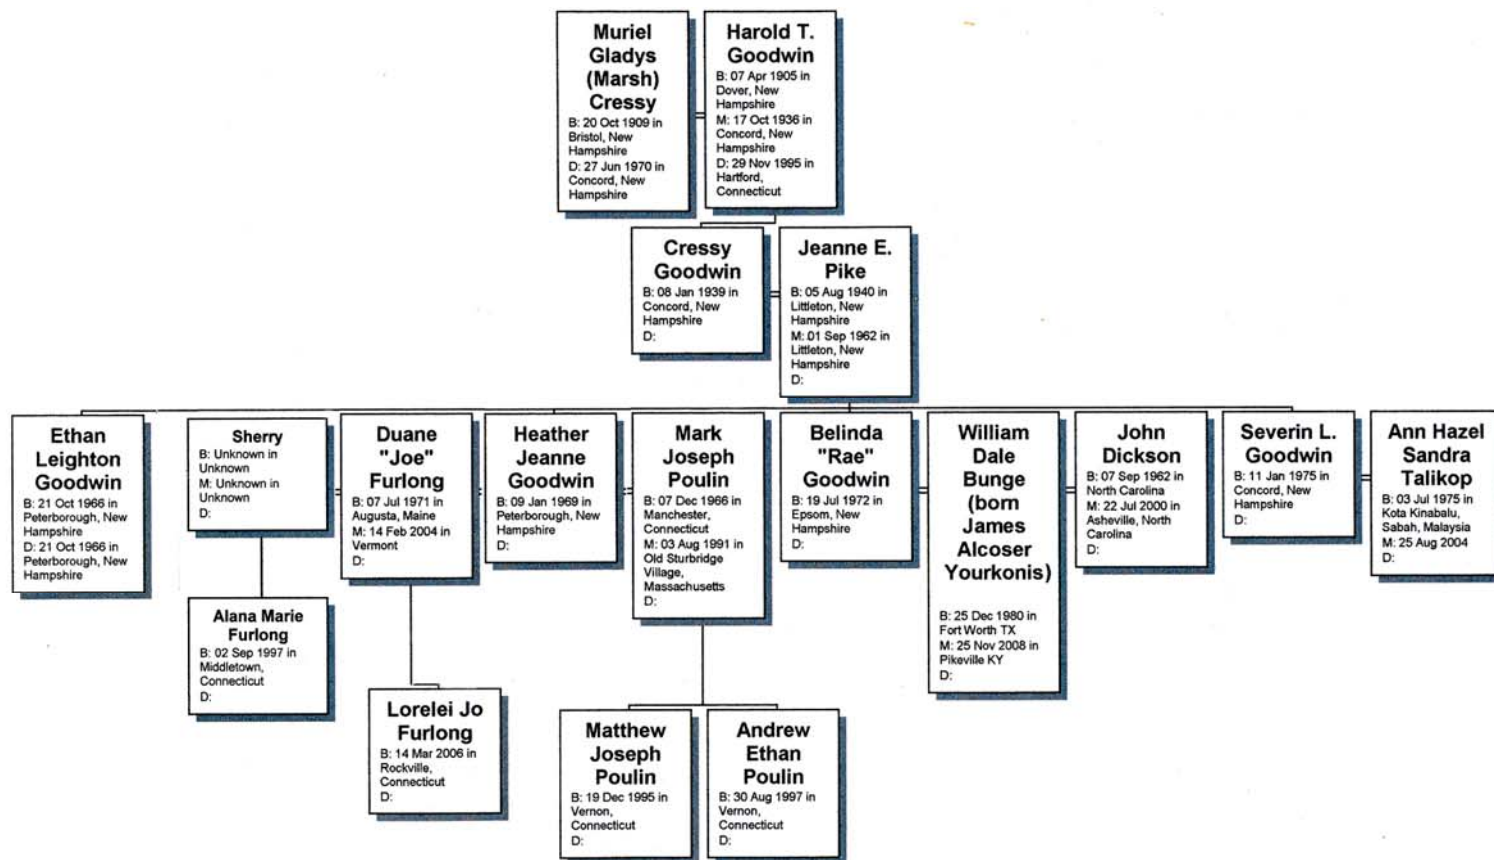 Muriel
Gladys
(Marsh)
Cressy
B: 20 Oct 1909 in
Bristol, New
Hampshire
D: 27 Jun 1970 in
Concord, New
Hampshire
Harold T.
Goodwin
B: 07 Apr 1905 in
Dover, New
Hampshire
M: 17 Oct 1936 in
Concord, New
Hampshire
D: 29 Nov 1995 in
Hartford,
Connecticut
Cressy
Goodwin
B: 08 Jan 1939 in
Concord, New
Hampshire
D:
Jeanne E.
Pike
B: 05 Aug 1940 in
Littleton, New
Hampshire
M: 01 Sep 1962 in
Littleton, New
Hampshire
D:
Ethan
Leighton
Goodwin
B: 21 Oct 1966 in
Peterborough, New
Hampshire
D: 21 Oct 1966 in
Peterborough, New
Hampshire
Sherry
B: Unknown in
Unknown
M: Unknown in
Unknown
D:
Duane
"Joe"
Furlong
B: 07 Jul 1971 in
Augusta, Maine
M: 14 Feb 2004 in
Vermont
D:
Heather
Jeanne
Goodwin
B: 09 Jan 1969 in
Peterborough, New
Hampshire
D:
Mark
Joseph
Poulin
B: 07 Dec 1966 in
Manchester,
Connecticut
M: 03 Aug 1991 in
Old Sturbridge
Village,
Massachusetts
D:
Belinda
"Rae"
Goodwin
B: 19 Jul 1972 in
Epsom, New
Hampshire
D:
William
Dale
Bunge
(born
James
Alcoser
Yourkonis)
B: 25 Dec 1980 in
Fort Worth TX
M: 25 Nov 2008 in
Pikeville KY
D:
John
Dickson
B: 07 Sep 1962 in
North Carolina
M: 22 Jul 2000 in
Asheville, North
Carolina
D:
Severin L.
Goodwin
B: 11 Jan 1975 in
Concord, New
Hampshire
D:
Ann Hazel
Sandra
Talikop
B: 03 Jul 1975 in
Kota Kinabalu,
Sabah, Malaysia
M: 25 Aug 2004
D:
Alana Marie
Furlong
B: 02 Sep 1997 in
Middletown,
Connecticut
D:
Lorelei Jo
Furlong
B: 14 Mar 2006 in
Rockville,
Connecticut
D:
Matthew
Joseph
Poulin
B: 19 Dec 1995 in
Vernon,
Connecticut
D:
Andrew
Ethan
Poulin
B: 30 Aug 1997 in
Vernon,
Connecticut
D: